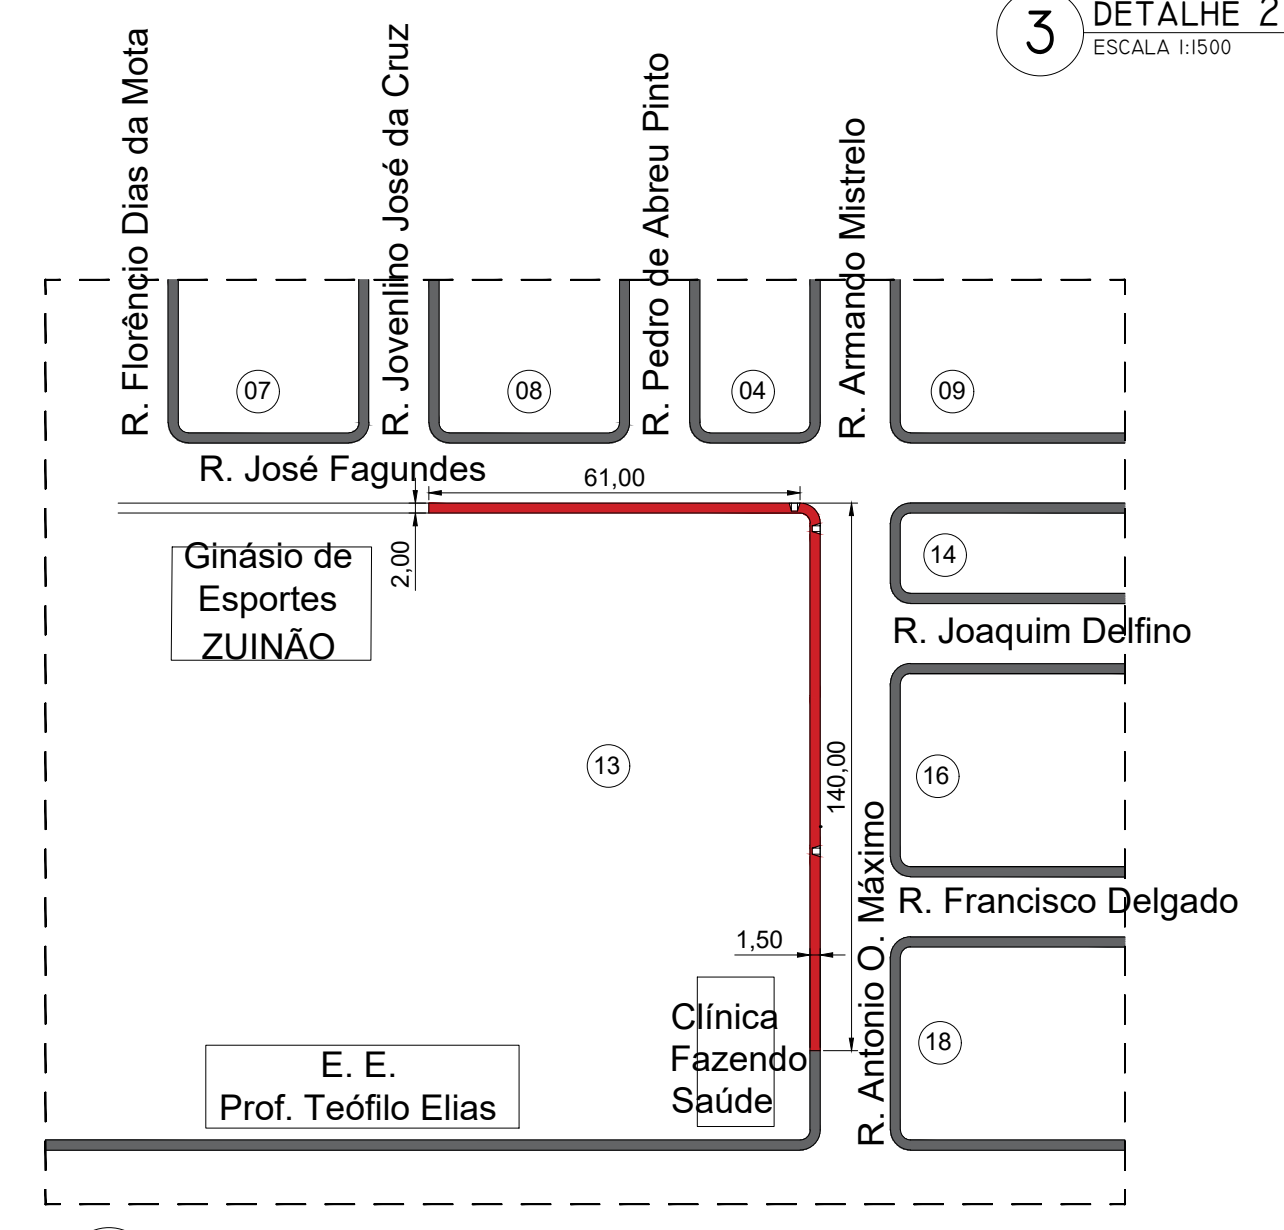 3
DETALHE 2
ESCALA 1:1500
R. Florêncio Dias da Mota
R. Jovenlino José da Cruz
R. Pedro de Abreu Pinto
R. Armando Mistrelo
07
08
04
09
R. José Fagundes
61,00
2,00
Ginásio de
Esportes
ZUINÃO
14
R. Joaquim Delfino
13
140,00
16
R. Antonio O. Máximo
R. Francisco Delgado
1,50
Clínica
Fazendo
Saúde
18
E. E.
Prof. Teófilo Elias